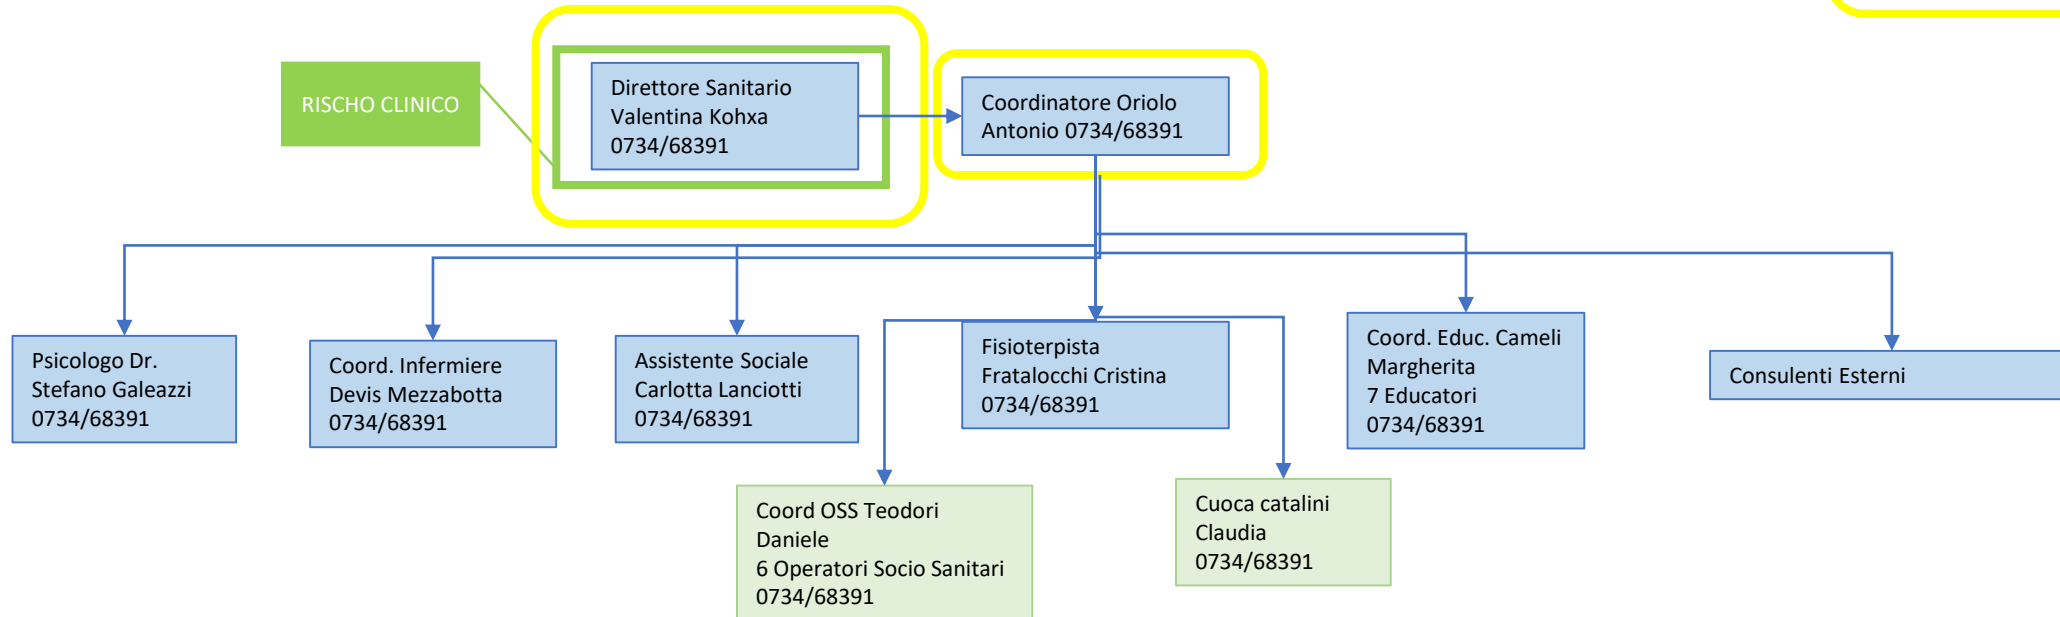 RISCHO CLINICO
Direttore Sanitario
Valentina Kohxa
0734/68391
Coordinatore Oriolo
Antonio 0734/68391
Psicologo Dr.
Stefano Galeazzi
0734/68391
Coord. Infermiere
Devis Mezzabotta
0734/68391
Assistente Sociale
Carlotta Lanciotti
0734/68391
Fisioterpista
Fratalocchi Cristina
0734/68391
Coord. Educ. Cameli
Margherita
7 Educatori
0734/68391
Consulenti Esterni
Coord OSS Teodori
Daniele
6 Operatori Socio Sanitari
0734/68391
Cuoca catalini
Claudia
0734/68391